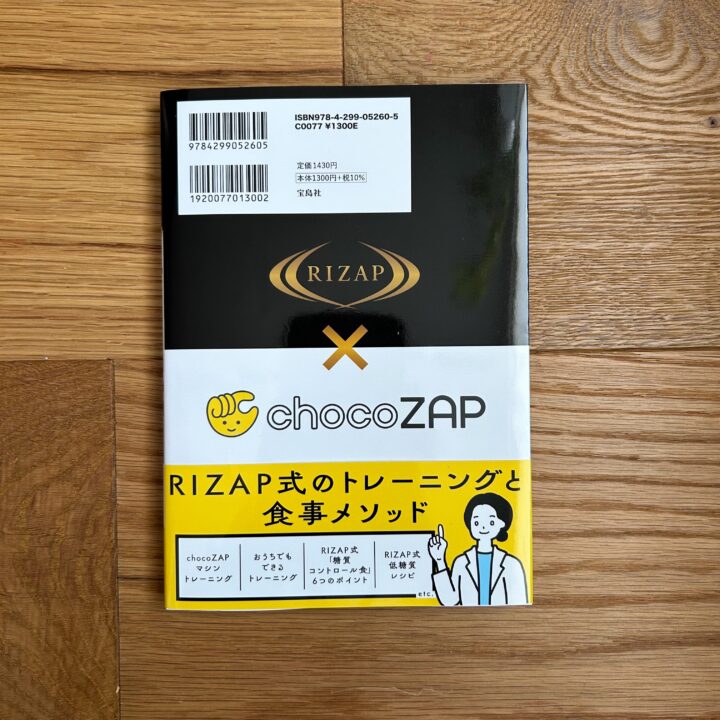 ISBN978-4-299-05260-5
C0077 ¥1300E
9784299052605
定価1430円
本体1300円+税10%
宝島社
1920077013002
RIZAP
×
chocoZAP
RIZAP式のトレーニングと
食事メソッド
chocoZAP
マシン
トレーニング
おうちでも
できる
トレーニング
RIZAP式
「糖質
コントロール食」
6つのポイント
RIZAP式
低糖質
レシピ
etc.